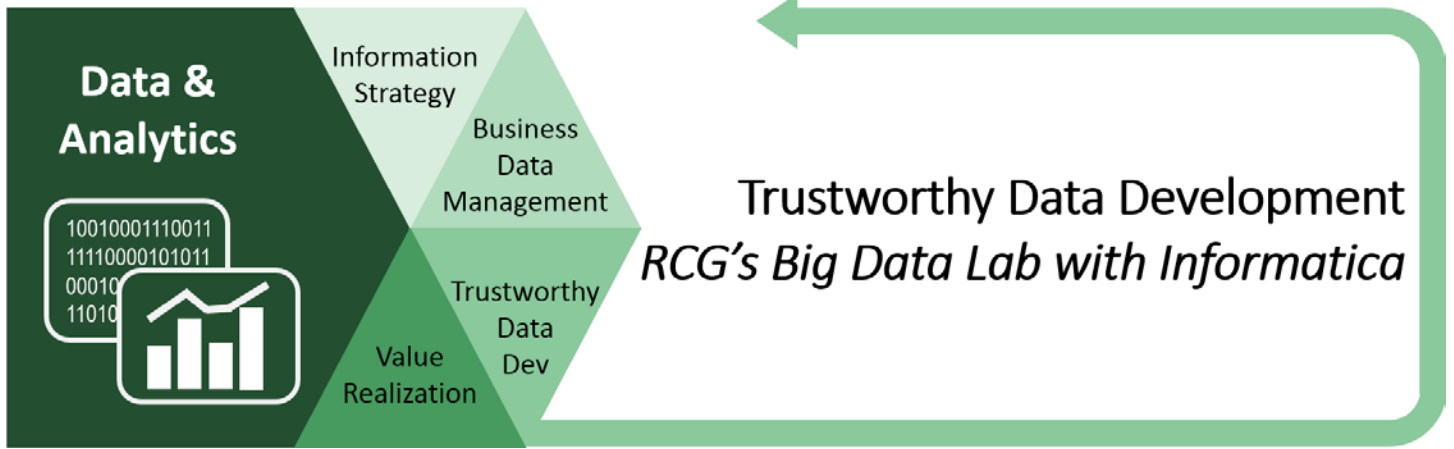 Data &
Analytics
10010001110011
11110000101011
00010
11010
Information
Strategy
Business
Data
Management
Trustworthy
Data
Dev
Value
Realization
Trustworthy Data Development
RCG's Big Data Lab with Informatica